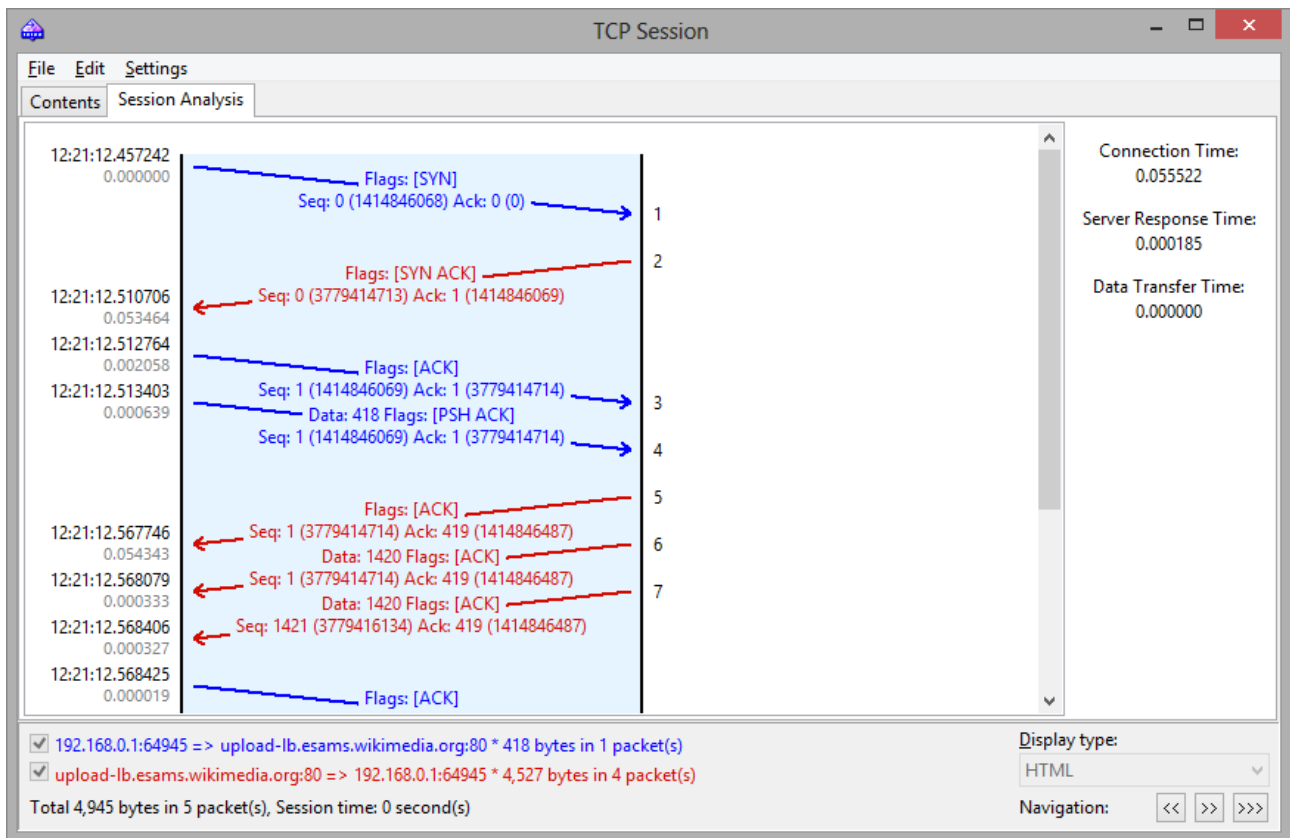 TCP Session
File Edit Settings
Contents Session Analysis
12:21:12.457242
0.000000
Flags: [SYN]
Seq: 0 (1414846068) Ack: 0 (0)
1
2
Flags: [SYN ACK]
Seq: 0 (3779414713) Ack: 1 (1414846069)
12:21:12.510706
0.053464
12:21:12.512764
0.002058
Flags: [ACK]
Seq: 1 (1414846069) Ack: 1 (3779414714)
3
12:21:12.513403
0.000639
Data: 418 Flags: [PSH ACK]
Seq: 1 (1414846069) Ack: 1 (3779414714)
4
5
Flags: [ACK]
Seq: 1 (3779414714) Ack: 419 (1414846487)
12:21:12.567746
0.054343
6
Data: 1420 Flags: [ACK]
Seq: 1 (3779414714) Ack: 419 (1414846487)
12:21:12.568079
0.000333
7
Data: 1420 Flags: [ACK]
Seq: 1421 (3779416134) Ack: 419 (1414846487)
12:21:12.568406
0.000327
12:21:12.568425
0.000019
Flags: [ACK]
Connection Time:
0.055522
Server Response Time:
0.000185
Data Transfer Time:
0.000000
192.168.0.1:64945 => upload-lb.esams.wikimedia.org:80 * 418 bytes in 1 packet(s)
upload-lb.esams.wikimedia.org:80 => 192.168.0.1:64945 * 4,527 bytes in 4 packet(s)
Total 4,945 bytes in 5 packet(s), Session time: 0 second(s)
Display type:
HTML
Navigation: << >> >>>